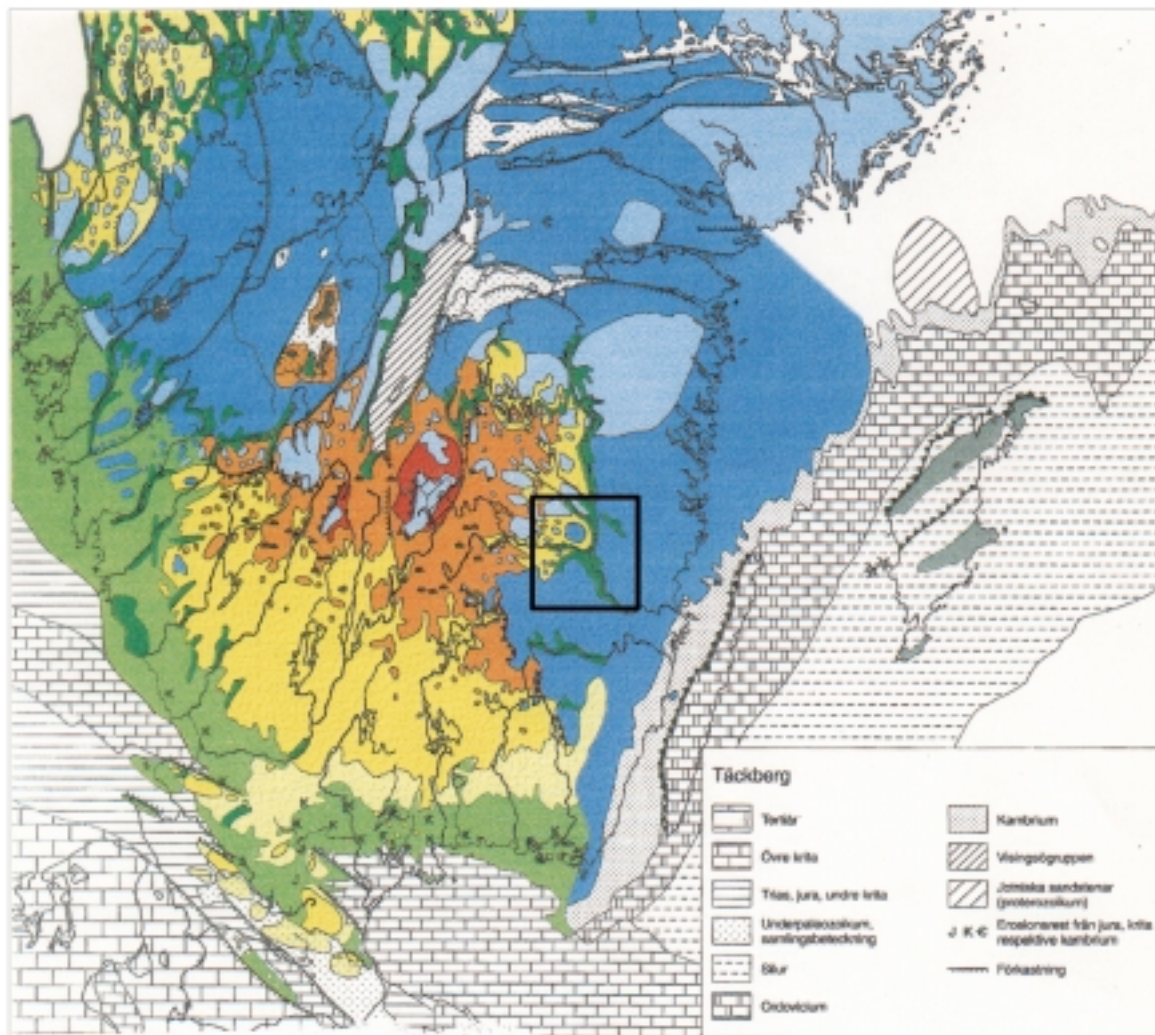 Täckberg
Tertiär
Övre krita
Trias, jura, undre krita
Underpaleozoikum,
samlingsbeteckning
Silur
Ordovicium
Kambrium
Visingsögruppen
Jotniska sandstenar
(proterozoikum)
J K € Erosionsrest från jura, krita
respektive kambrium
Förkastning